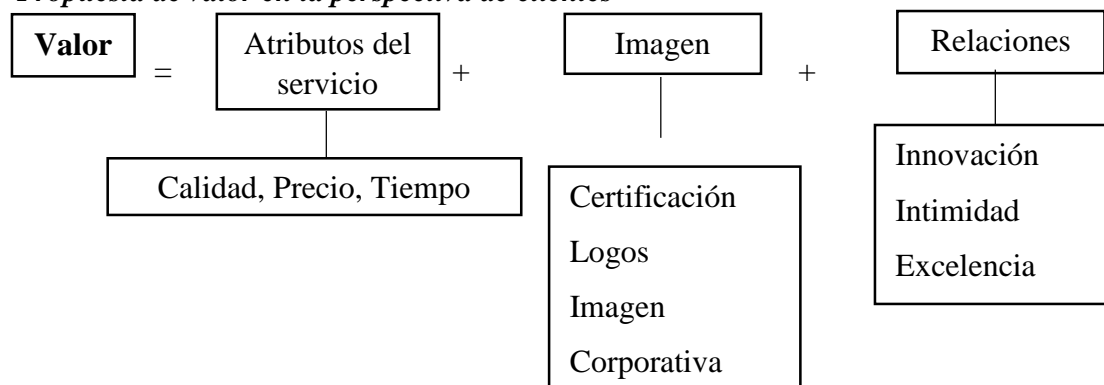 Propuesta de valor en la perspectiva de clientes
Valor = Atributos del servicio + Imagen + Relaciones
Calidad, Precio, Tiempo
Certificación
Logos
Imagen
Corporativa
Innovación
Intimidad
Excelencia